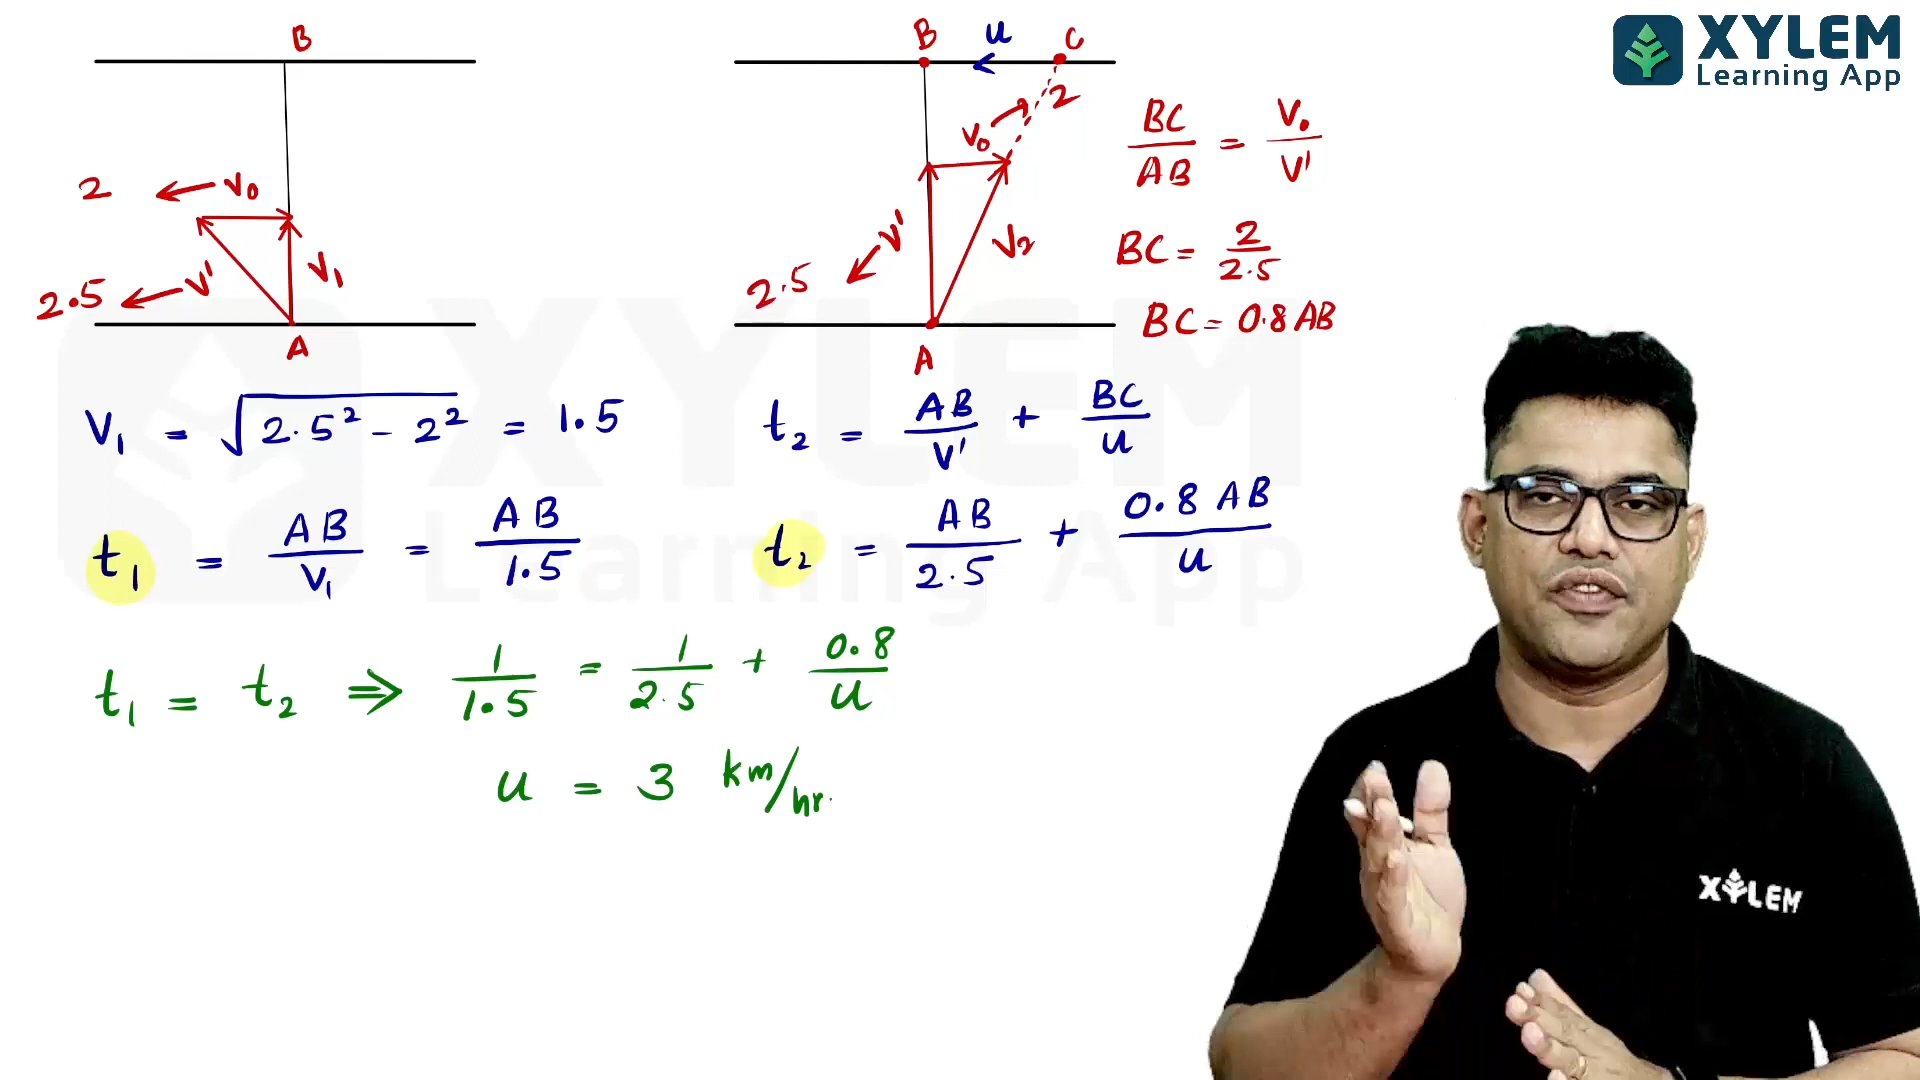 XYLEM
Learning App
B
2 V₀
V' V₁
2.5
A
B u C
2
V₀
V'
V₂
2.5
A
BC/AB = V₀/V'
BC = 2/2.5
BC = 0.8 AB
V₁ = √(2.5² - 2²) = 1.5
t₁ = AB/V₁ = AB/1.5
t₂ = AB/V' + BC/u
t₂ = AB/2.5 + 0.8 AB/u
t₁ = t₂ ⇒ 1/1.5 = 1/2.5 + 0.8/u
u = 3 km/hr.
XYLEM
Learning App
XYLEM